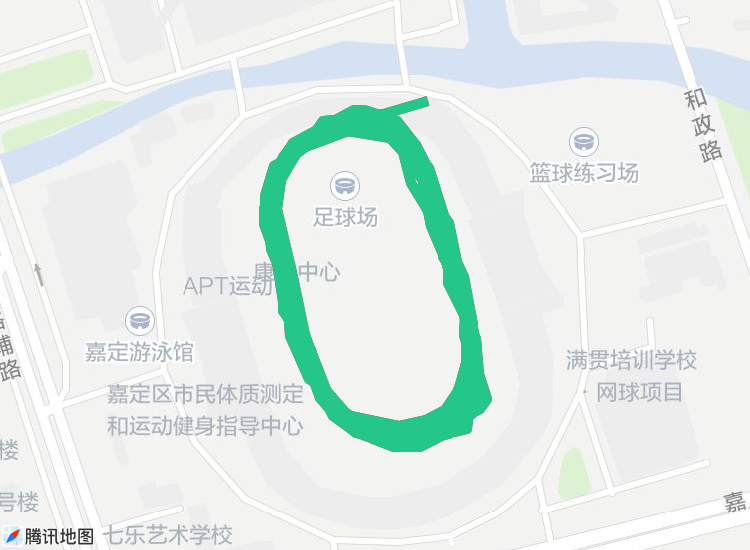 和政路
篮球练习场
足球场
康 中心
APT运动
嘉定游泳馆
满贯培训学校
网球项目
嘉定区市民体质测定
和运动健身指导中心
浦路
楼
号楼
嘉
腾讯地图
七乐艺术学校